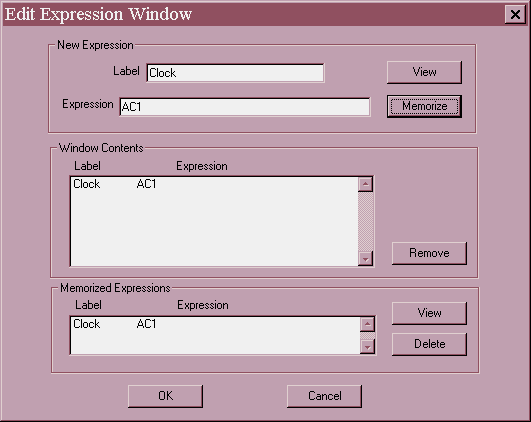 Edit Expression Window
New Expression
Label Clock View
Expression AC1 Memorize
Window Contents
Label Expression
Clock AC1
Remove
Memorized Expressions
Label Expression View
Clock AC1
Delete
OK Cancel